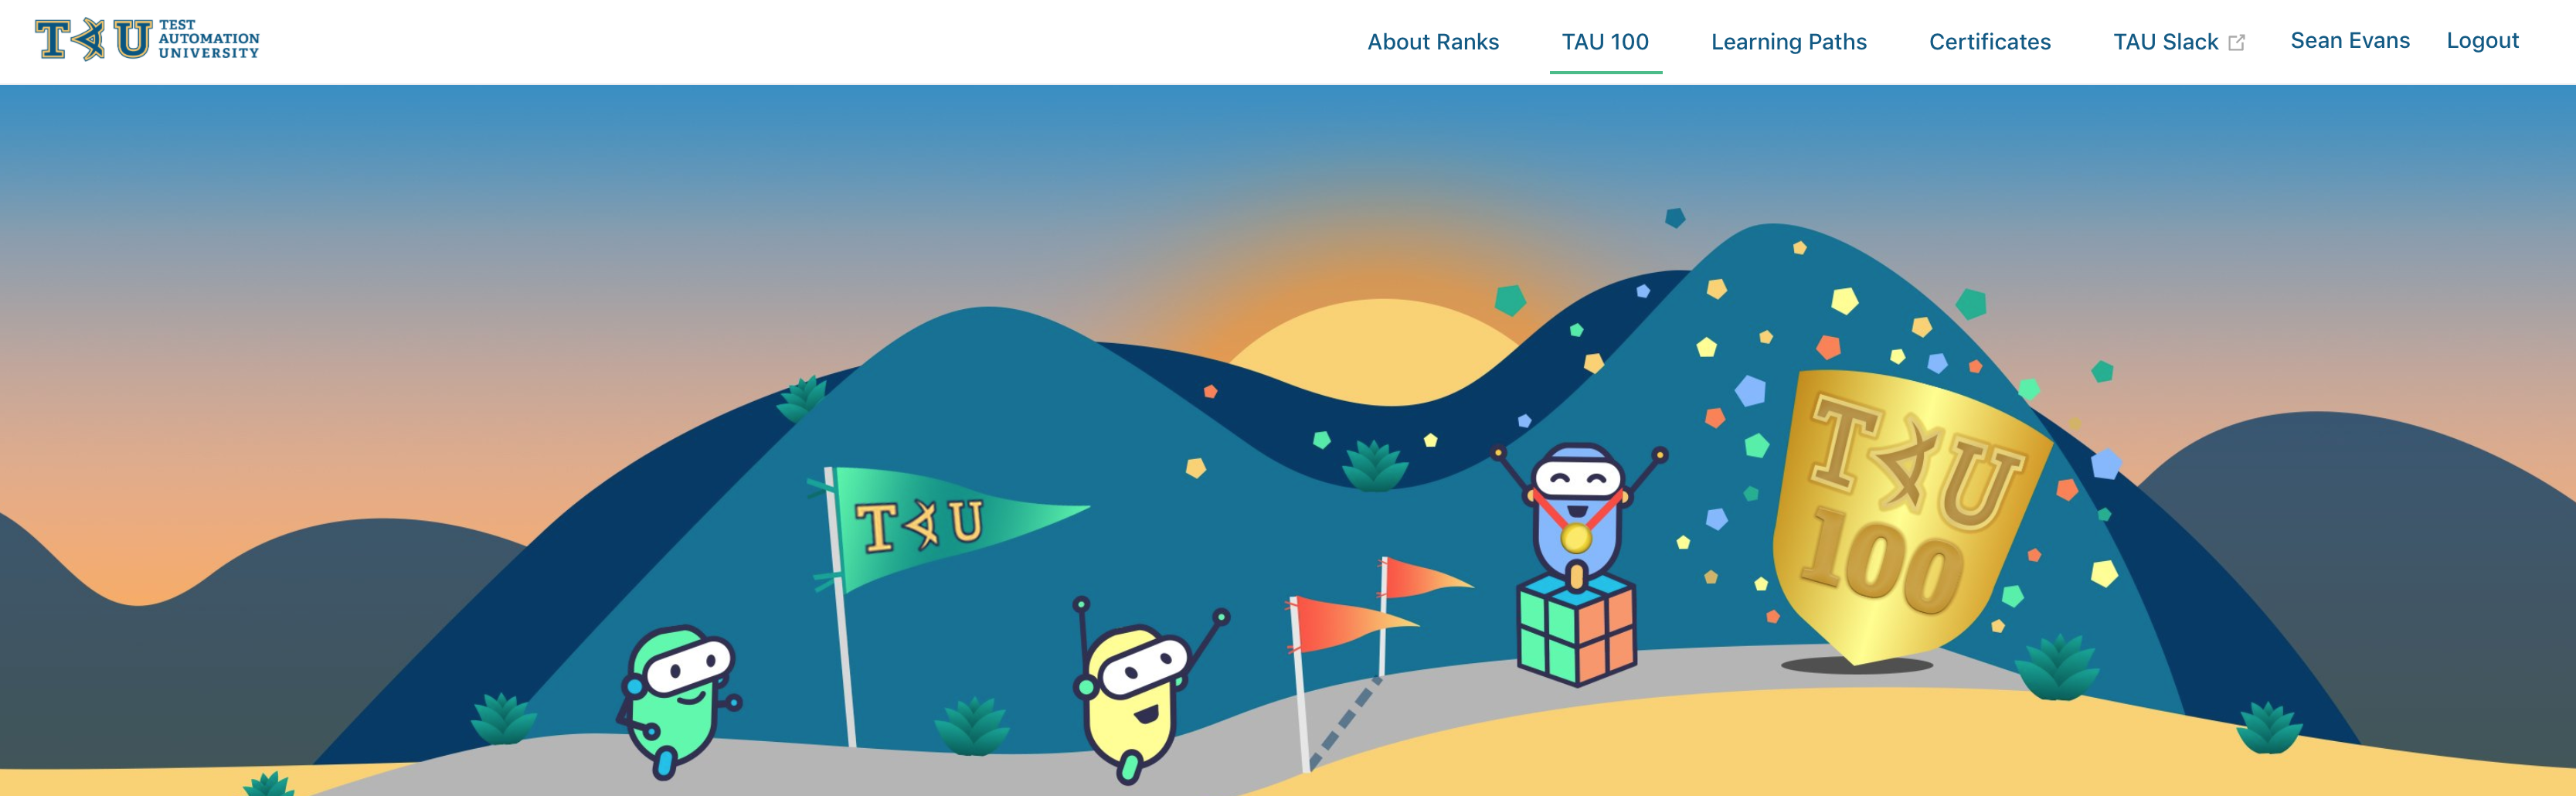 TAU TEST
AUTOMATION
UNIVERSITY
About Ranks
TAU 100
Learning Paths
Certificates
TAU Slack
Sean Evans
Logout
TAU
TAU
100